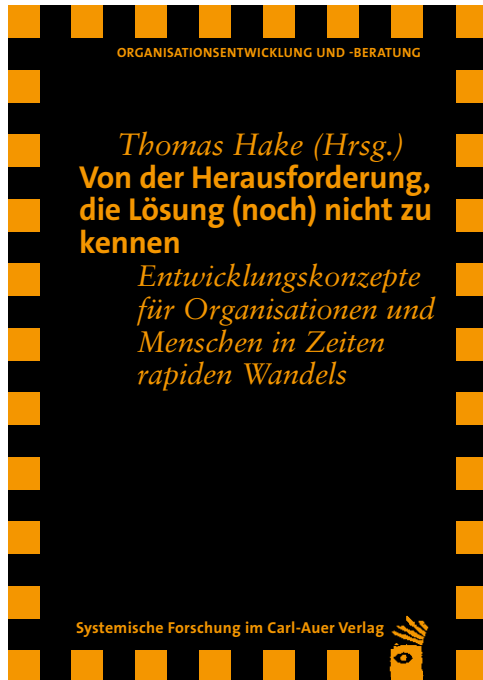 ORGANISATIONSENTWICKLUNG UND -BERATUNG
Thomas Hake (Hrsg.)
Von der Herausforderung,
die Lösung (noch) nicht zu
kennen
Entwicklungskonzepte
für Organisationen und
Menschen in Zeiten
rapiden Wandels
Systemische Forschung im Carl-Auer Verlag